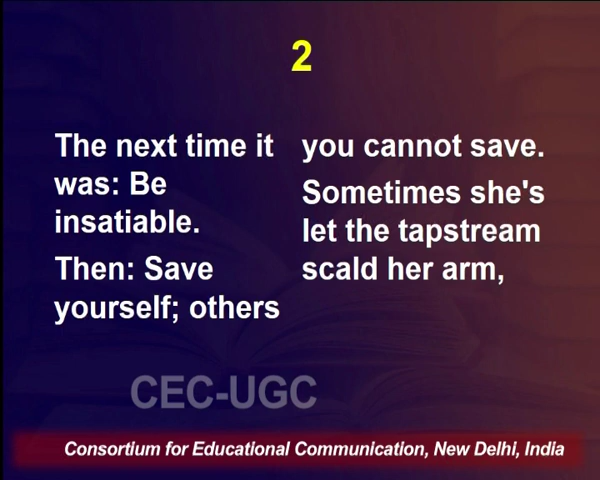 2
The next time it
was: Be
insatiable.
Then: Save
yourself; others
you cannot save.
Sometimes she's
let the tapstream
scald her arm,
CEC-UGC
Consortium for Educational Communication, New Delhi, India